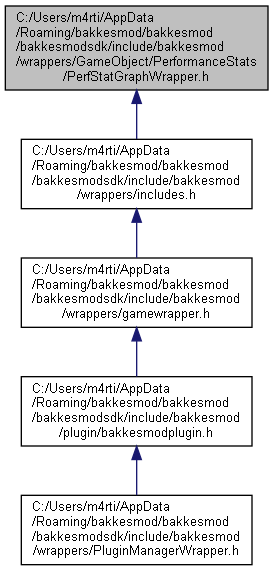 C:/Users/m4rti/AppData
/Roaming/bakkesmod/bakkesmod
/bakkesmodsdk/include/bakkesmod
/wrappers/GameObject/PerformanceStats
/PerfStatGraphWrapper.h
C:/Users/m4rti/AppData
/Roaming/bakkesmod/bakkesmod
/bakkesmodsdk/include/bakkesmod
/wrappers/includes.h
C:/Users/m4rti/AppData
/Roaming/bakkesmod/bakkesmod
/bakkesmodsdk/include/bakkesmod
/wrappers/gamewrapper.h
C:/Users/m4rti/AppData
/Roaming/bakkesmod/bakkesmod
/bakkesmodsdk/include/bakkesmod
/plugin/bakkesmodplugin.h
C:/Users/m4rti/AppData
/Roaming/bakkesmod/bakkesmod
/bakkesmodsdk/include/bakkesmod
/wrappers/PluginManagerWrapper.h